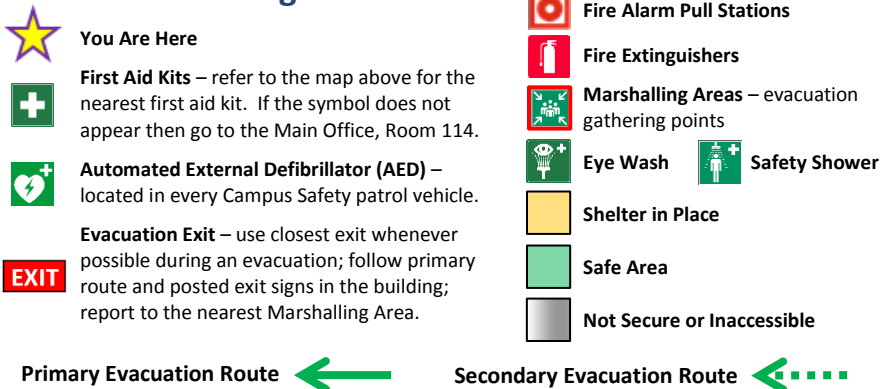 You Are Here
First Aid Kits – refer to the map above for the
nearest first aid kit.  If the symbol does not
appear then go to the Main Office, Room 114.
Automated External Defibrillator (AED) –
located in every Campus Safety patrol vehicle.
Evacuation Exit – use closest exit whenever
possible during an evacuation; follow primary
route and posted exit signs in the building;
report to the nearest Marshalling Area.
EXIT
Fire Alarm Pull Stations
Fire Extinguishers
Marshalling Areas – evacuation
gathering points
Eye Wash
Safety Shower
Shelter in Place
Safe Area
Not Secure or Inaccessible
Primary Evacuation Route
Secondary Evacuation Route